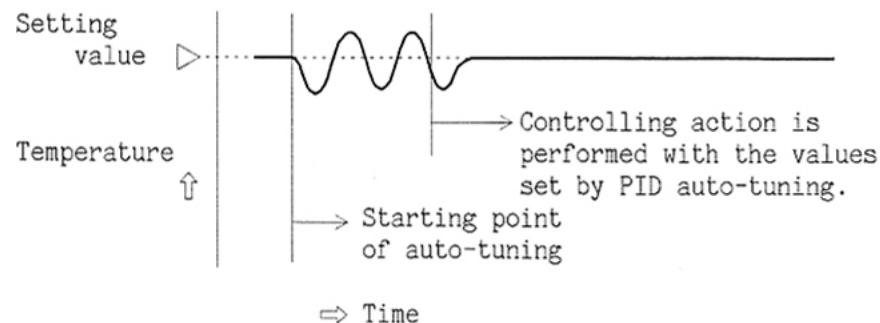 Setting
value
Controlling action is
performed with the values
set by PID auto-tuning.
Temperature
Starting point
of auto-tuning
Time